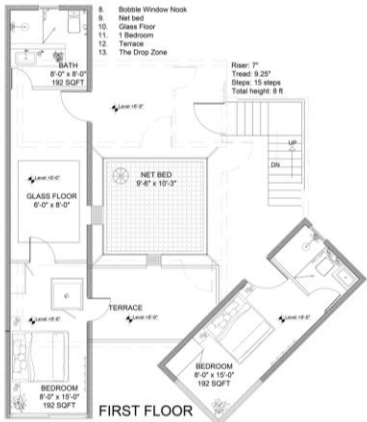 8. Bobble Window Nook
9. Net bed
10. Glass Floor
11. 1 Bedroom
12. Terrace
13. The Drop Zone
Riser: 7"
Tread: 9.25"
Steps: 15 steps
Total height: 8 ft
BATH
8'-0" x 8'-0"
192 SQFT
UP
DN
NET BED
9'-6" x 10'-3"
GLASS FLOOR
6'-0" x 8'-0"
TERRACE
BEDROOM
8'-0" x 15'-0"
192 SQFT
BEDROOM
8'-0" x 15'-0"
192 SQFT
FIRST FLOOR